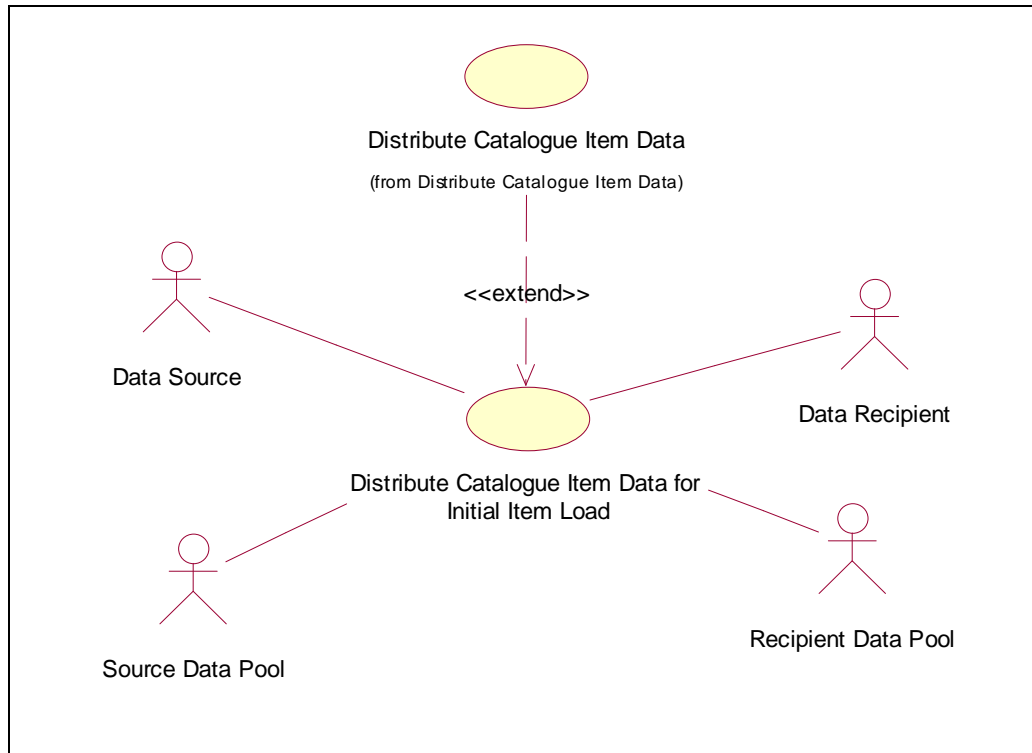 Distribute Catalogue Item Data
(from Distribute Catalogue Item Data)
<<extend>>
Data Source
Data Recipient
Distribute Catalogue Item Data for
Initial Item Load
Source Data Pool
Recipient Data Pool